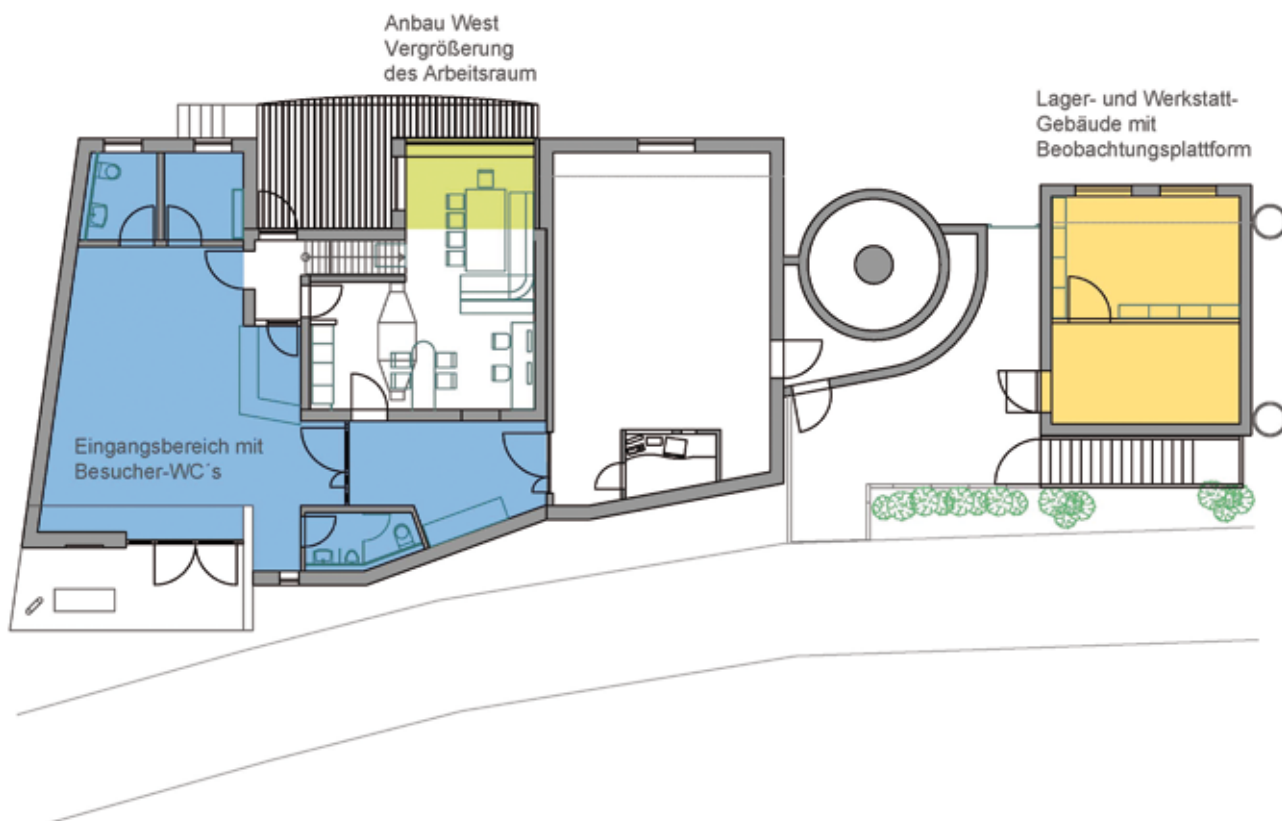 Anbau West
Vergrößerung
des Arbeitsraum
Lager- und Werkstatt-
Gebäude mit
Beobachtungsplattform
Eingangsbereich mit
Besucher-WC´s